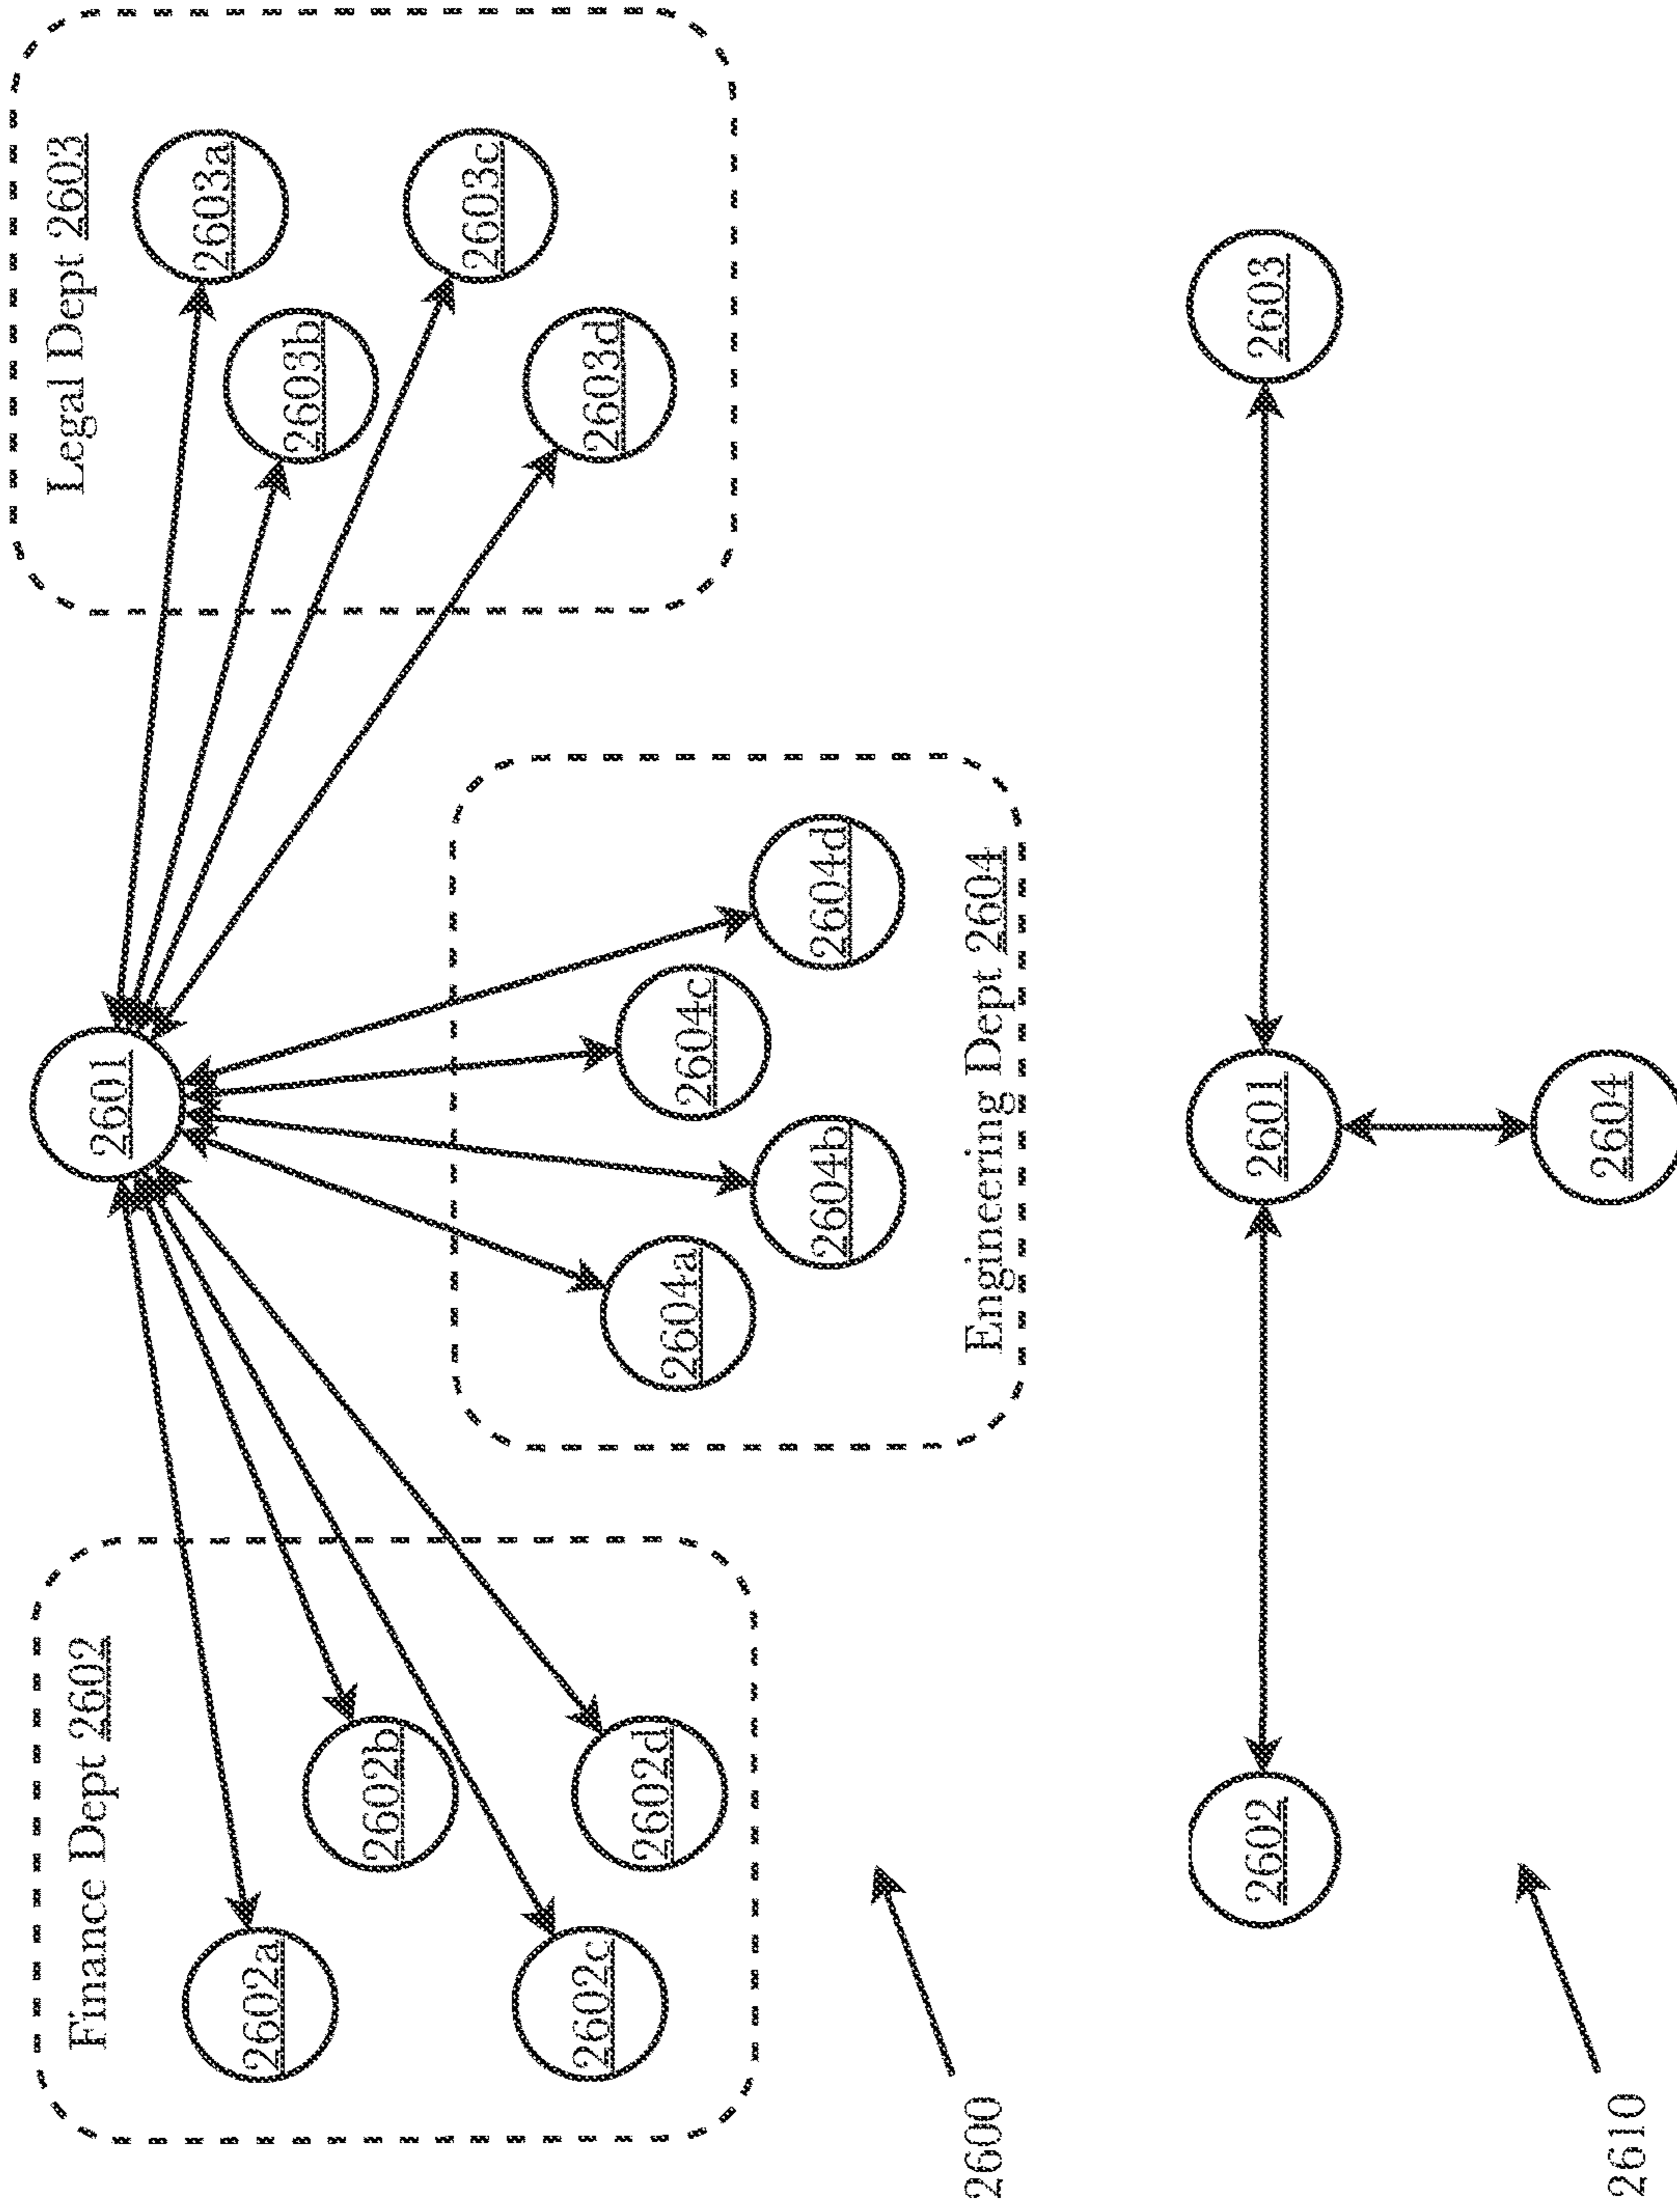 2601
Finance Dept 2602
Legal Dept 2603
2602a
2602b
2602c
2602d
2603a
2603b
2603c
2603d
2604a
2604b
2604c
2604d
Engineering Dept 2604
2600
2602
2601
2603
2604
2610